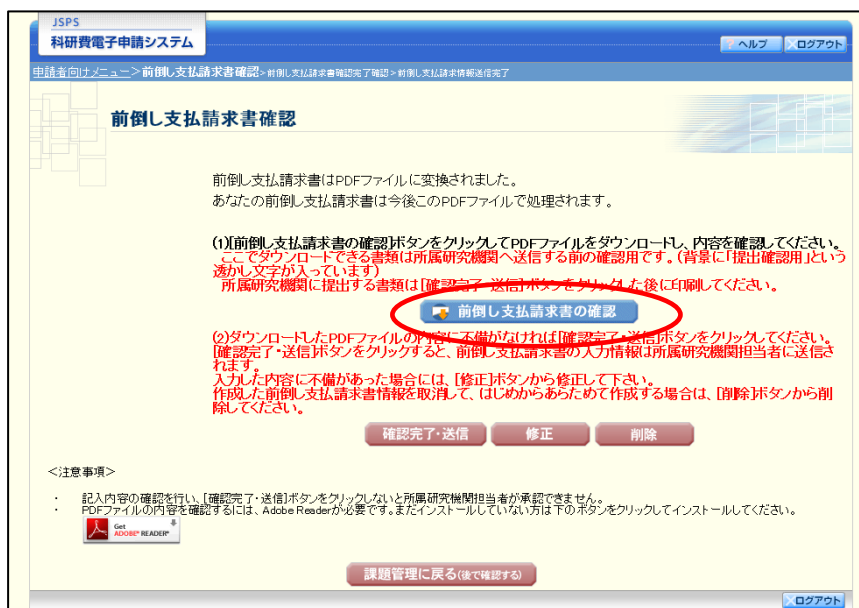 JSPS
科研費電子申請システム
ヘルプ
ログアウト
申請者向けメニュー>前倒し支払請求書確認>前倒し支払請求書確認完了確認>前倒し支払請求情報送信完了
前倒し支払請求書確認
前倒し支払請求書はPDFファイルに変換されました。
あなたの前倒し支払請求書は今後このPDFファイルで処理されます。
(1)[前倒し支払請求書の確認]ボタンをクリックしてPDFファイルをダウンロードし、内容を確認してください。
ここでダウンロードできる書類は所属研究機関へ送信する前の確認用です。(背景に「提出確認用」という
透かし文字が入っています)
所属研究機関に提出する書類は[確認完了・送信]ボタンをクリックした後に印刷してください。
前倒し支払請求書の確認
(2)ダウンロードしたPDFファイルの内容に不備がなければ[確認完了・送信]ボタンをクリックしてください。
[確認完了・送信]ボタンをクリックすると、前倒し支払請求書の入力情報は所属研究機関担当者に送信さ
れます。
入力した内容に不備があった場合には、[修正]ボタンから修正して下さい。
作成した前倒し支払請求書情報を取消して、はじめからあらためて作成する場合は、[削除]ボタンから削
除してください。
確認完了・送信
修正
削除
<注意事項>
・ 記入内容の確認を行い、[確認完了・送信]ボタンをクリックしないと所属研究機関担当者が承認できません。
・ PDFファイルの内容を確認するには、Adobe Readerが必要です。まだインストールしていない方は下のボタンをクリックしてインストールしてください。
Get
ADOBE® READER®
課題管理に戻る(後で確認する)
ログアウト